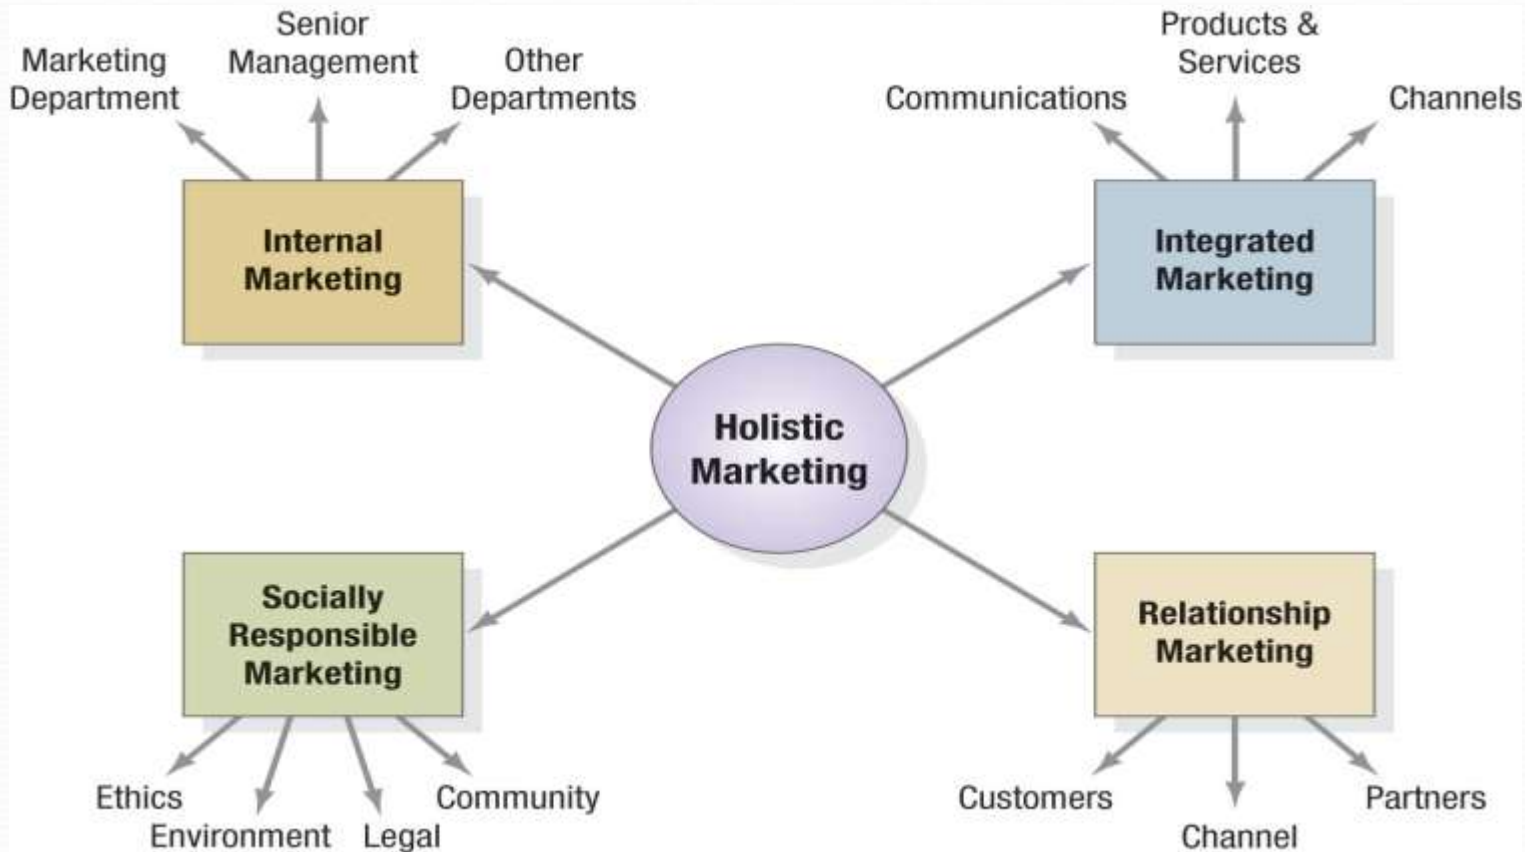 Senior
Management
Marketing
Department
Other
Departments
Products &
Services
Communications
Channels
Internal
Marketing
Integrated
Marketing
Holistic
Marketing
Socially
Responsible
Marketing
Relationship
Marketing
Ethics
Environment
Legal
Community
Customers
Channel
Partners